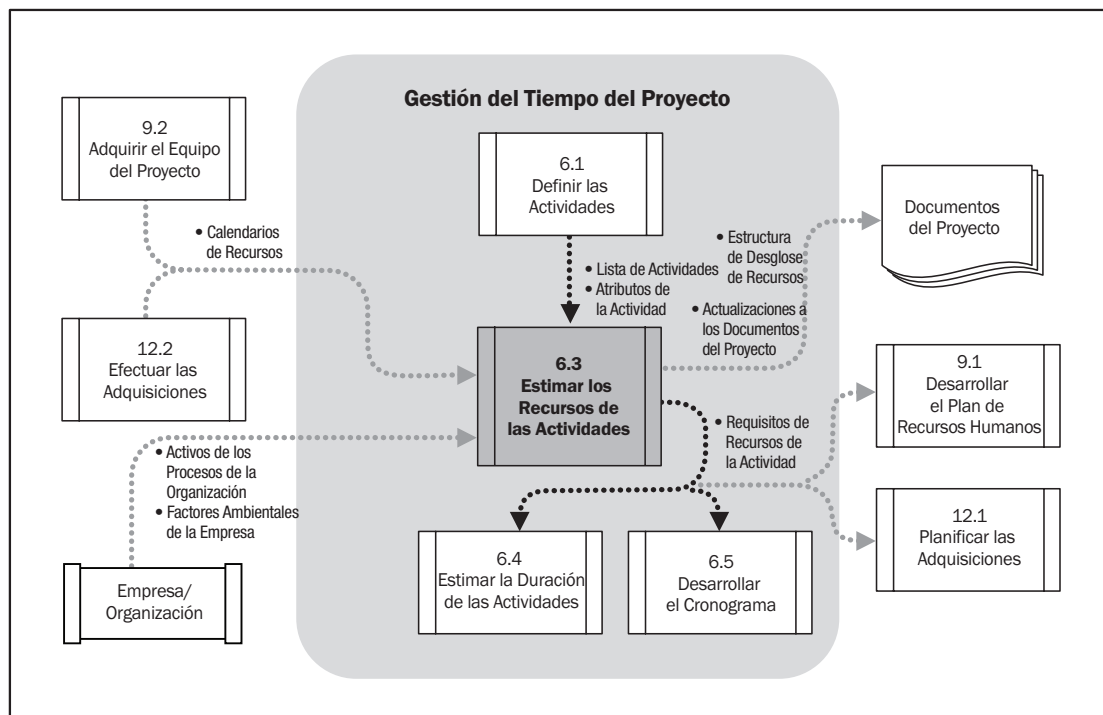 Gestión del Tiempo del Proyecto
9.2
Adquirir el Equipo
del Proyecto
6.1
Definir las
Actividades
Documentos
del Proyecto
• Calendarios
de Recursos
• Estructura
de Desglose
de Recursos
• Lista de Actividades
• Atributos de
la Actividad
• Actualizaciones a
los Documentos
del Proyecto
12.2
Efectuar las
Adquisiciones
6.3
Estimar los
Recursos de
las Actividades
9.1
Desarrollar
el Plan de
Recursos Humanos
• Requisitos de
Recursos de
la Actividad
• Activos de los
Procesos de la
Organización
• Factores Ambientales
de la Empresa
6.4
Estimar la Duración
de las Actividades
6.5
Desarrollar
el Cronograma
12.1
Planificar las
Adquisiciones
Empresa/
Organización